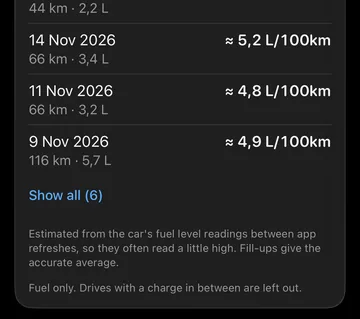 44 km · 2,2 L
14 Nov 2026
≈ 5,2 L/100km
66 km · 3,4 L
11 Nov 2026
≈ 4,8 L/100km
66 km · 3,2 L
9 Nov 2026
≈ 4,9 L/100km
116 km · 5,7 L
Show all (6)
Estimated from the car's fuel level readings between app
refreshes, so they often read a little high. Fill-ups give the
accurate average.
Fuel only. Drives with a charge in between are left out.